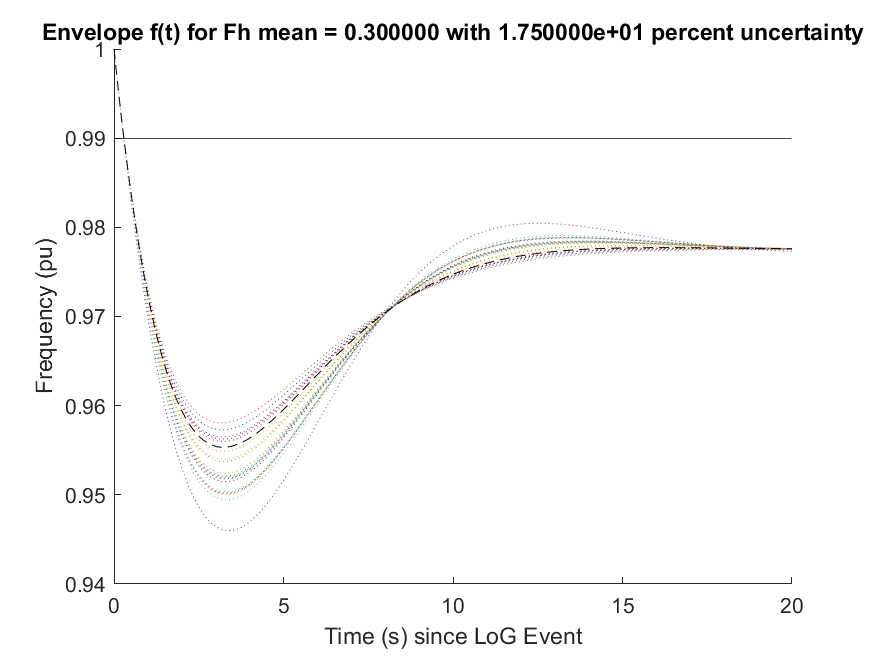 Envelope f(t) for Fh mean = 0.300000 with 1.750000e+01 percent uncertainty
1
0.99
0.98
0.97
0.96
0.95
0.94
Frequency (pu)
0 5 10 15 20
Time (s) since LoG Event